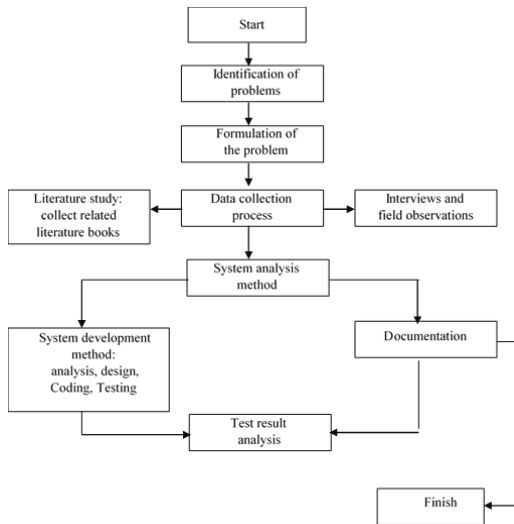 Start
Identification of
problems
Formulation of
the problem
Literature study:
collect related
literature books
Data collection
process
Interviews and
field observations
System analysis
method
System development
method:
analysis, design,
Coding, Testing
Documentation
Test result
analysis
Finish